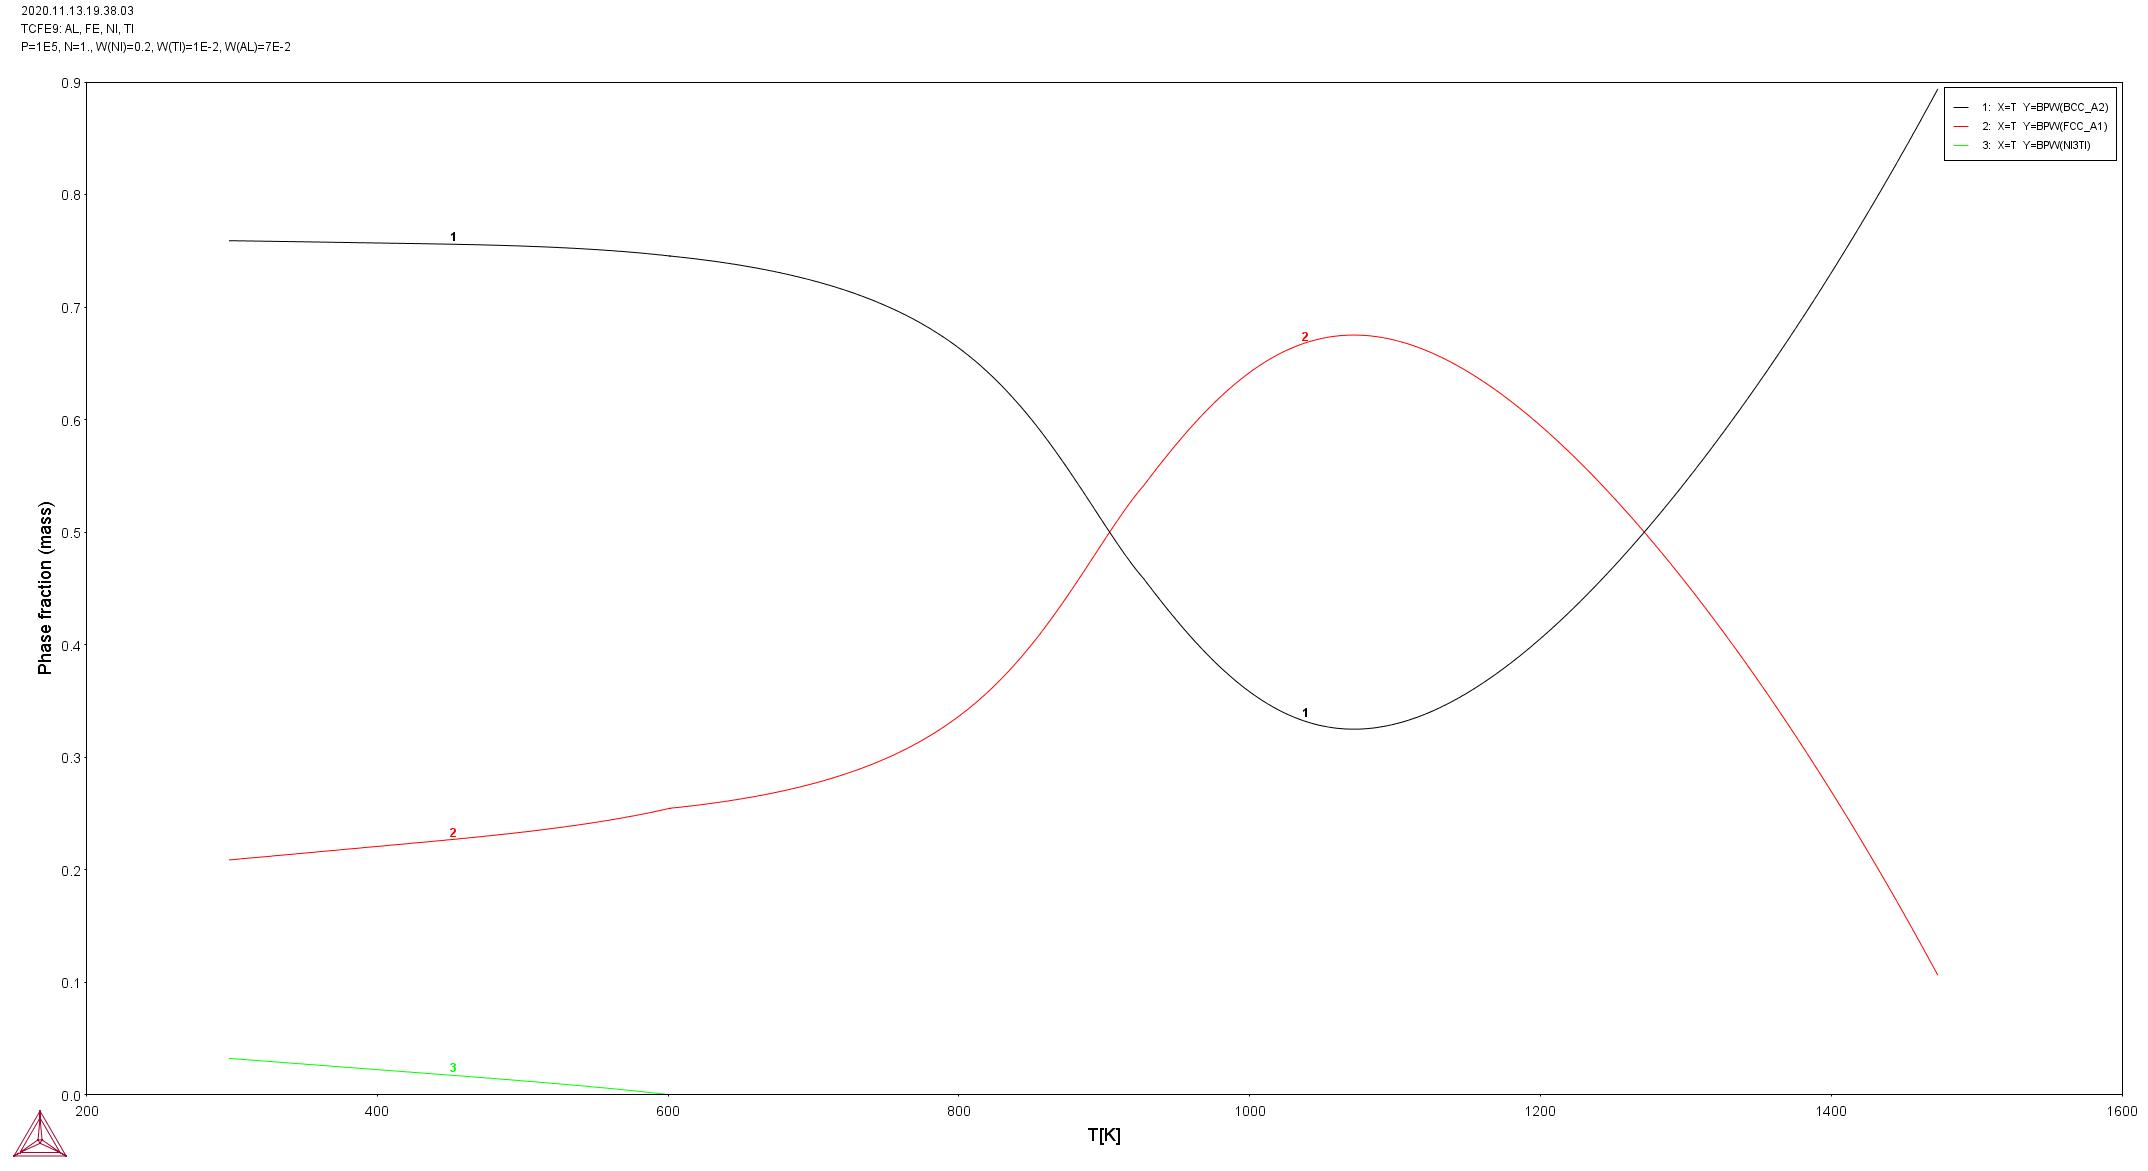 2020.11.13.19.38.03
TCFE9: AL, FE, NI, TI
P=1E5, N=1., W(NI)=0.2, W(TI)=1E-2, W(AL)=7E-2
1: X=T Y=BPW(BCC_A2)
2: X=T Y=BPW(FCC_A1)
3: X=T Y=BPW(NI3TI)
Phase fraction (mass)
0.9
0.8
0.7
0.6
0.5
0.4
0.3
0.2
0.1
0.0
1
2
1
2
3
200 400 600 800 1000 1200 1400 1600
T[K]